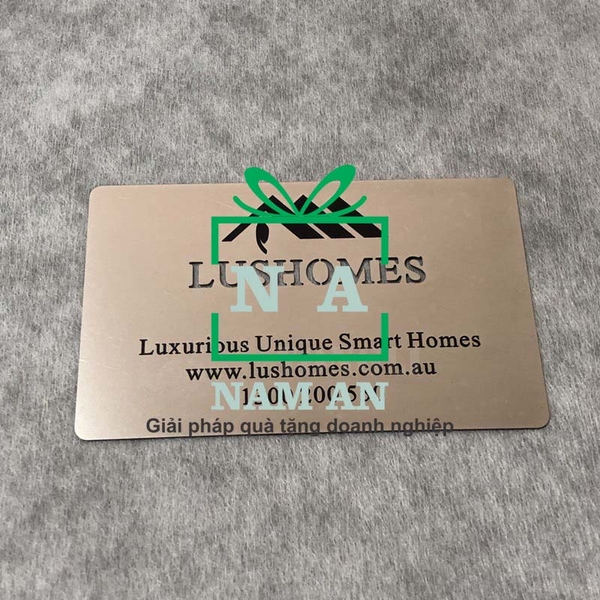 LUSHOMES
N A
Luxurious Unique Smart Homes
www.lushomes.com.au
NAM AN
Giải pháp quà tặng doanh nghiệp